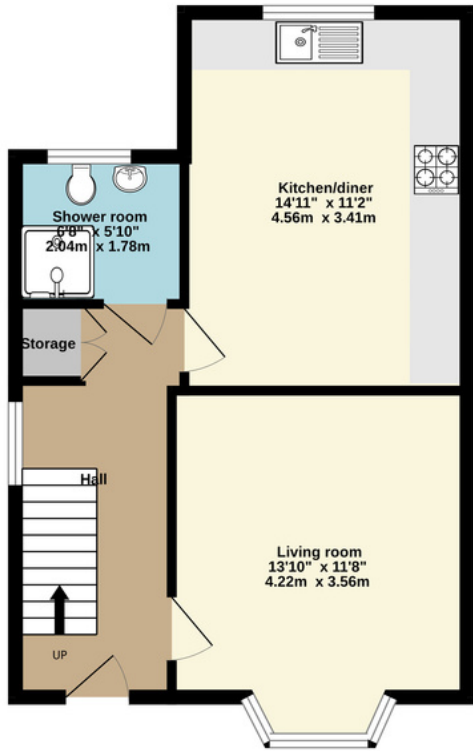 Kitchen/diner
14'11" x 11'2"
4.56m x 3.41m
Shower room
6'8" x 5'10"
2.04m x 1.78m
Storage
Hall
Living room
13'10" x 11'8"
4.22m x 3.56m
UP